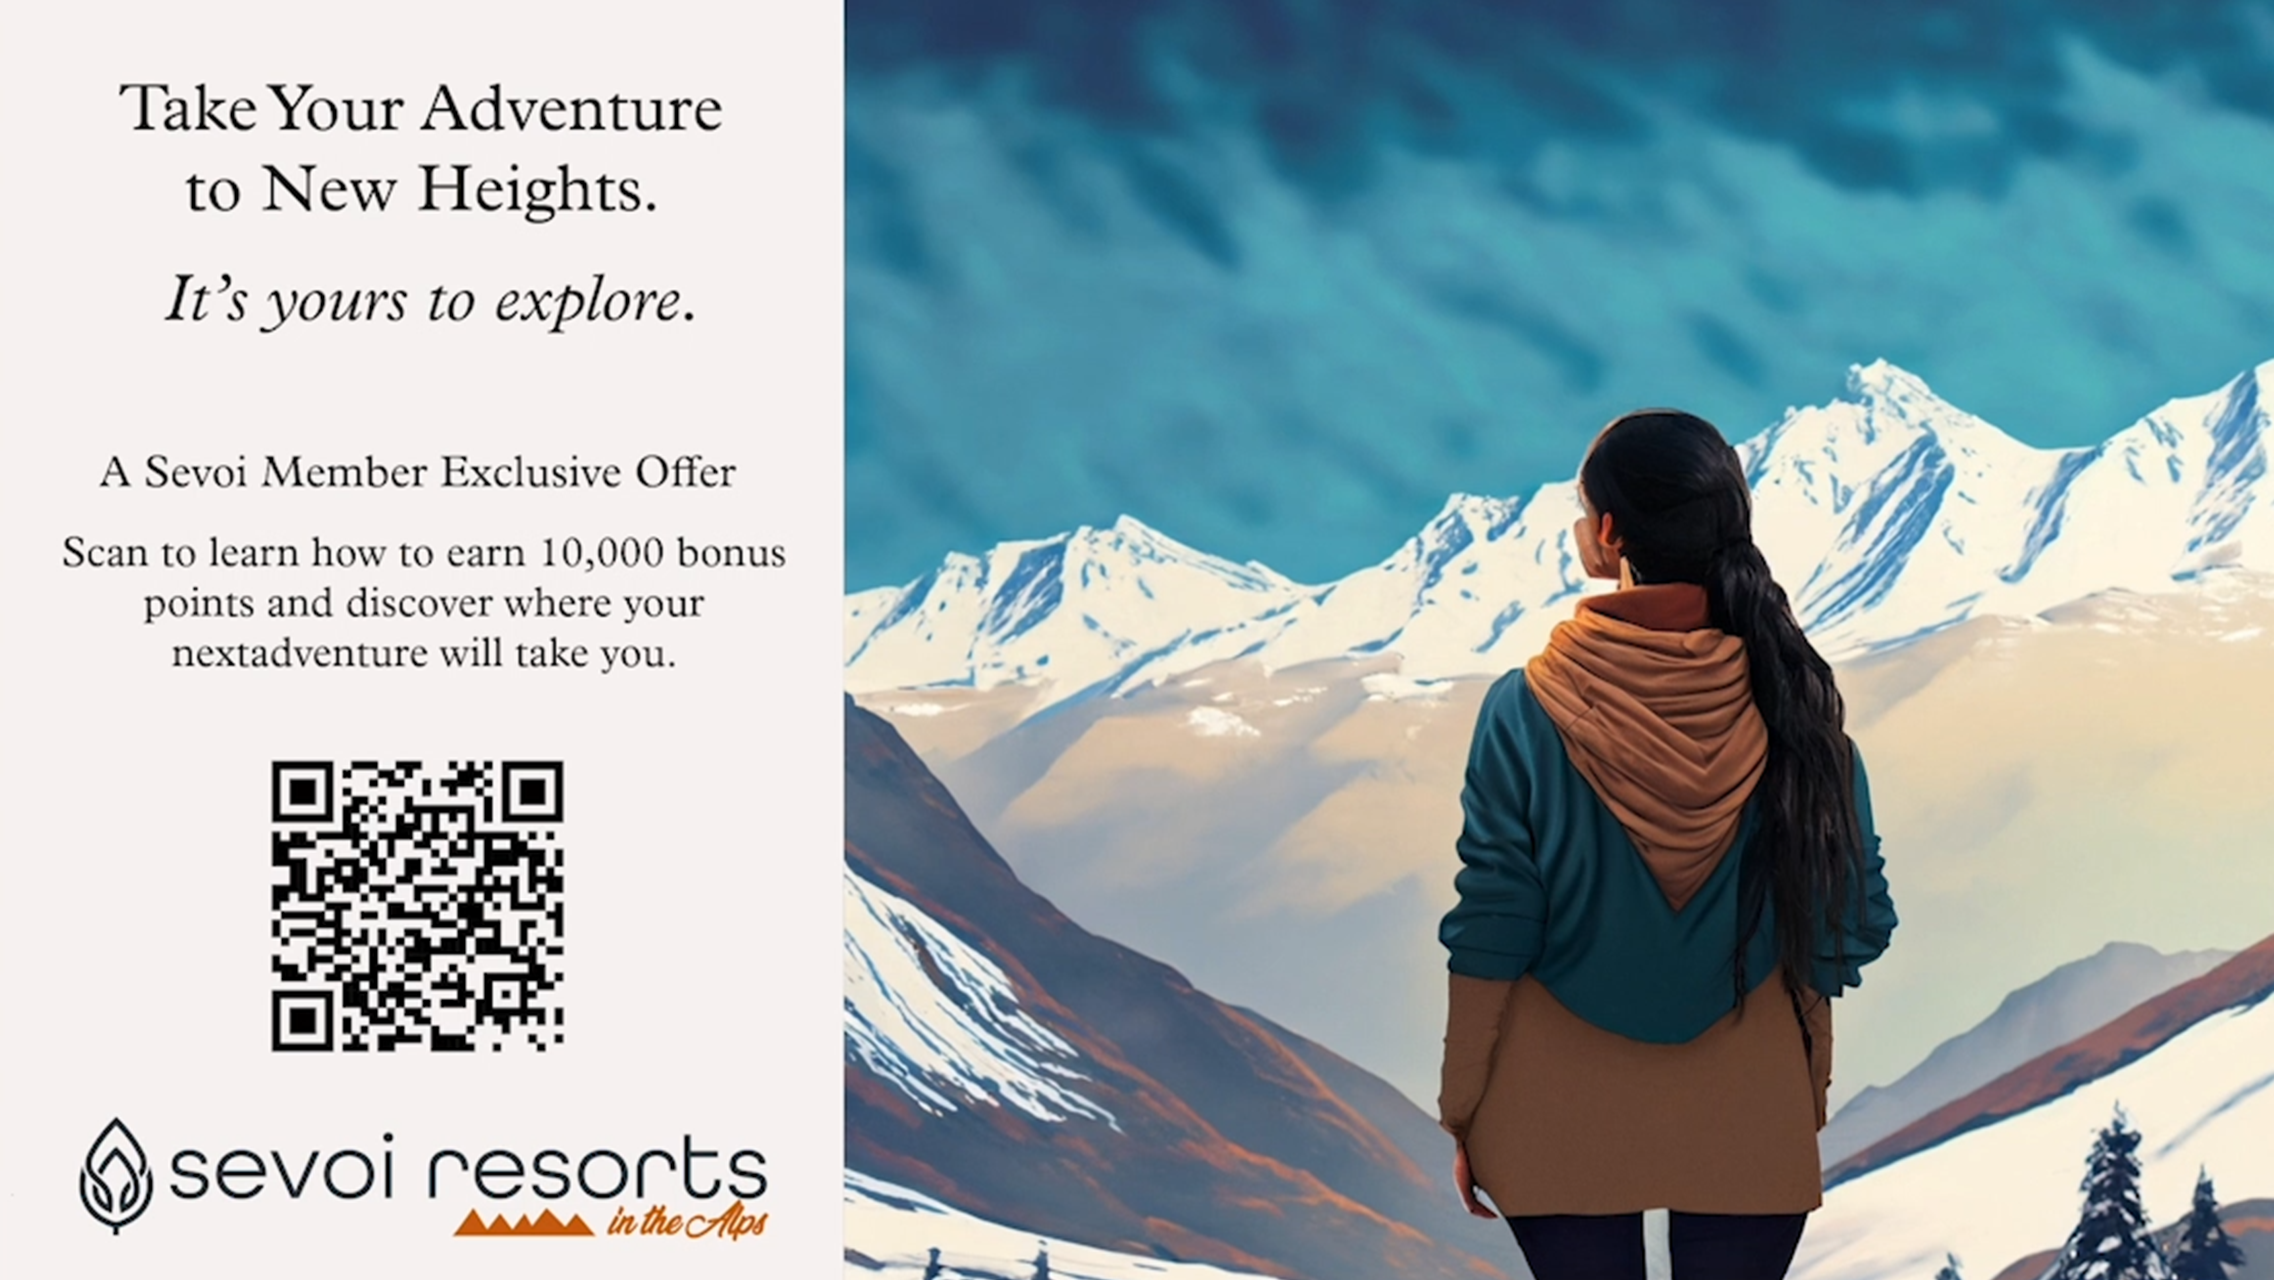 Take Your Adventure
to New Heights.
It's yours to explore.
A Sevoi Member Exclusive Offer
Scan to learn how to earn 10,000 bonus
points and discover where your
nextadventure will take you.
sevoi resorts
in the Alps